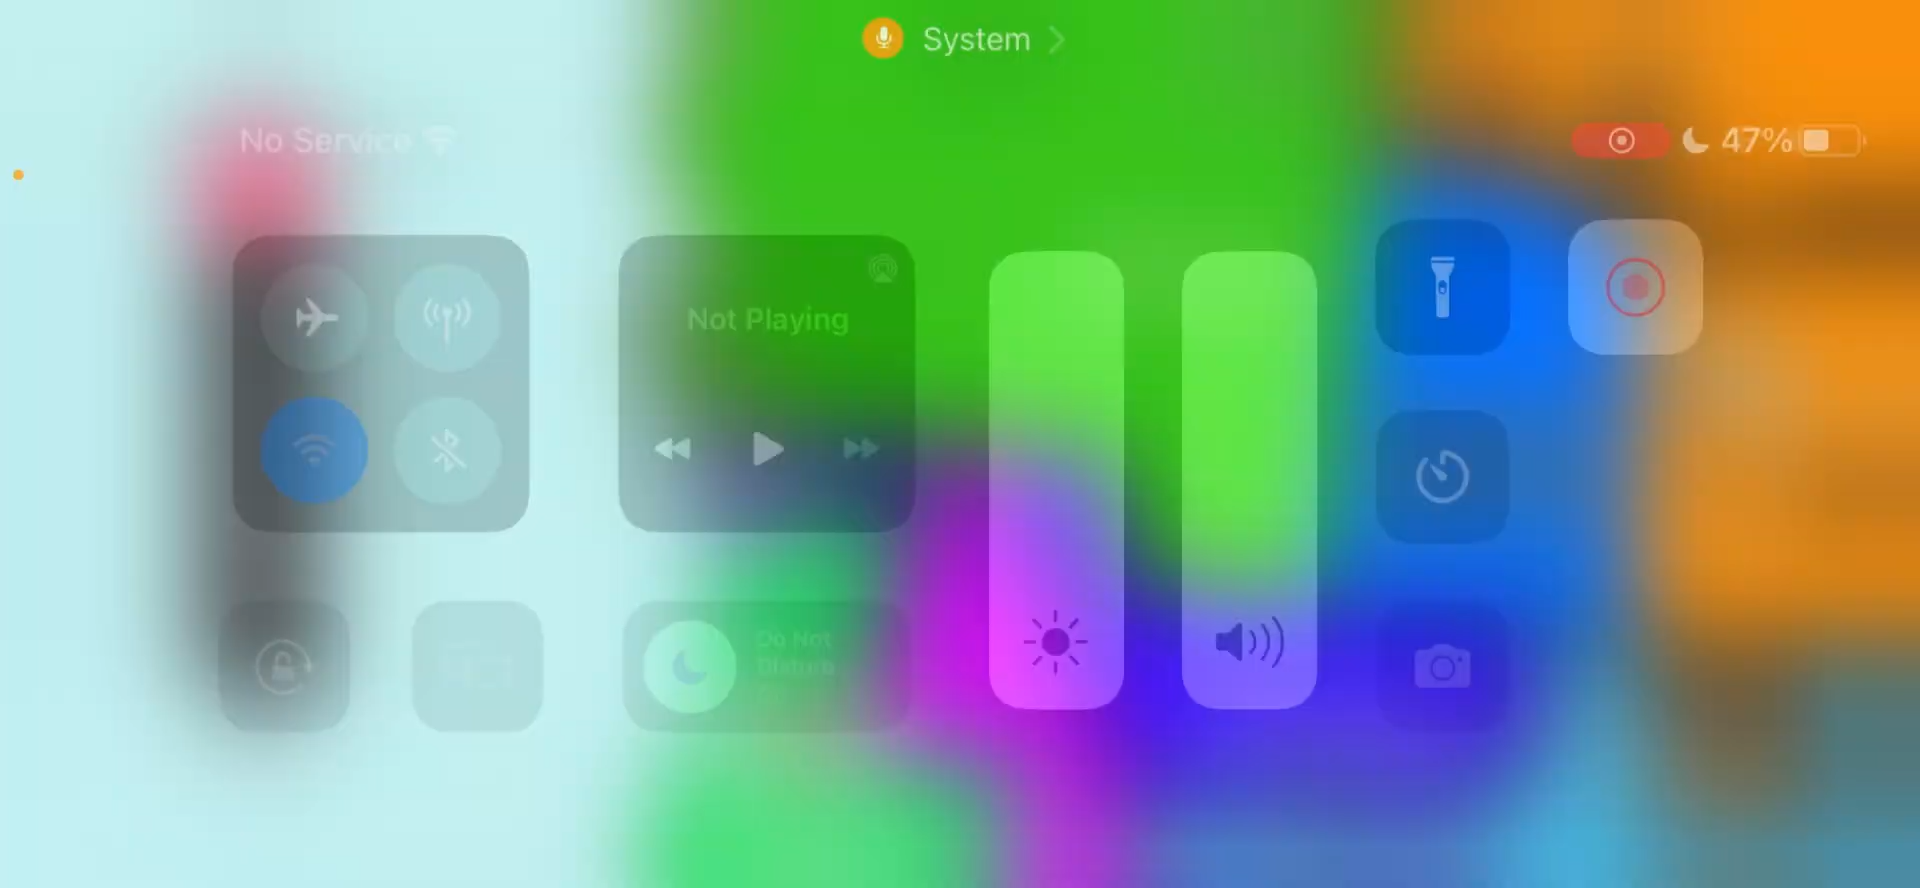 System
No Service
47%
Not Playing
Do Not
Disturb